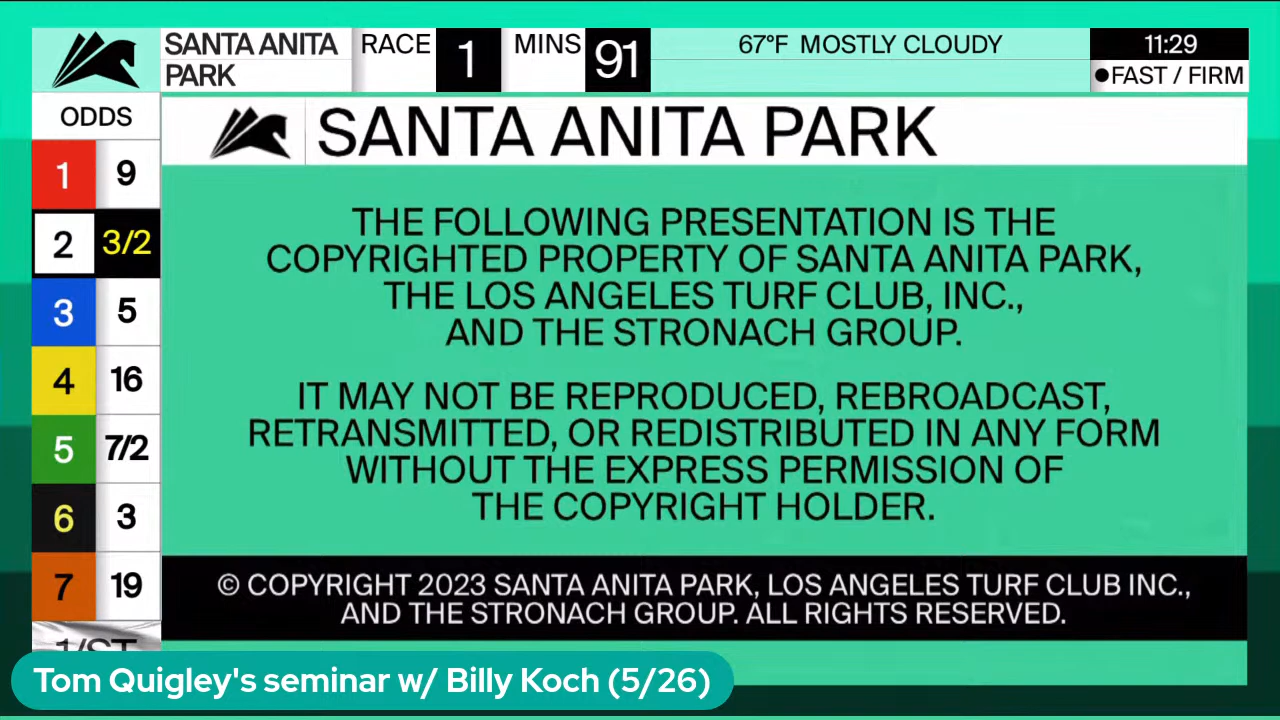 SANTA ANITA
PARK
RACE 1 MINS 91
67°F MOSTLY CLOUDY
11:29
FAST / FIRM
ODDS
1 9
2 3/2
3 5
4 16
5 7/2
6 3
7 19
1/ST
SANTA ANITA PARK
THE FOLLOWING PRESENTATION IS THE
COPYRIGHTED PROPERTY OF SANTA ANITA PARK,
THE LOS ANGELES TURF CLUB, INC.,
AND THE STRONACH GROUP.
IT MAY NOT BE REPRODUCED, REBROADCAST,
RETRANSMITTED, OR REDISTRIBUTED IN ANY FORM
WITHOUT THE EXPRESS PERMISSION OF
THE COPYRIGHT HOLDER.
© COPYRIGHT 2023 SANTA ANITA PARK, LOS ANGELES TURF CLUB INC.,
AND THE STRONACH GROUP. ALL RIGHTS RESERVED.
Tom Quigley's seminar w/ Billy Koch (5/26)